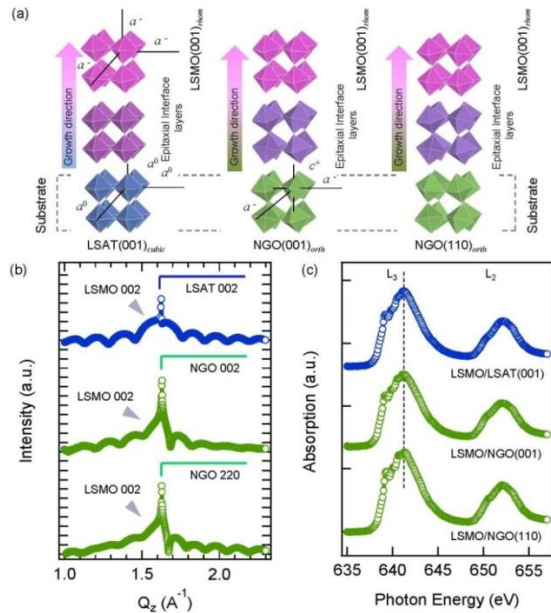 (a)
a⁻
a⁻
a⁻
Growth direction
Epitaxial Interface layers
LSMO(001)rhom
Growth direction
Epitaxial Interface layers
LSMO(001)rhom
Growth direction
Epitaxial Interface layers
LSMO(001)rhom
Substrate
a⁰
a⁰
a⁰
c⁺
a⁻
a⁻
Substrate
LSAT(001)cubic
NGO(001)orth
NGO(110)orth
(b)
LSMO 002
LSAT 002
LSMO 002
NGO 002
LSMO 002
NGO 220
Intensity (a.u.)
1.0
1.6
2.0
Qz (A⁻¹)
(c)
L₃
L₂
LSMO/LSAT(001)
LSMO/NGO(001)
LSMO/NGO(110)
Absorption (a.u.)
635
640
645
650
655
Photon Energy (eV)